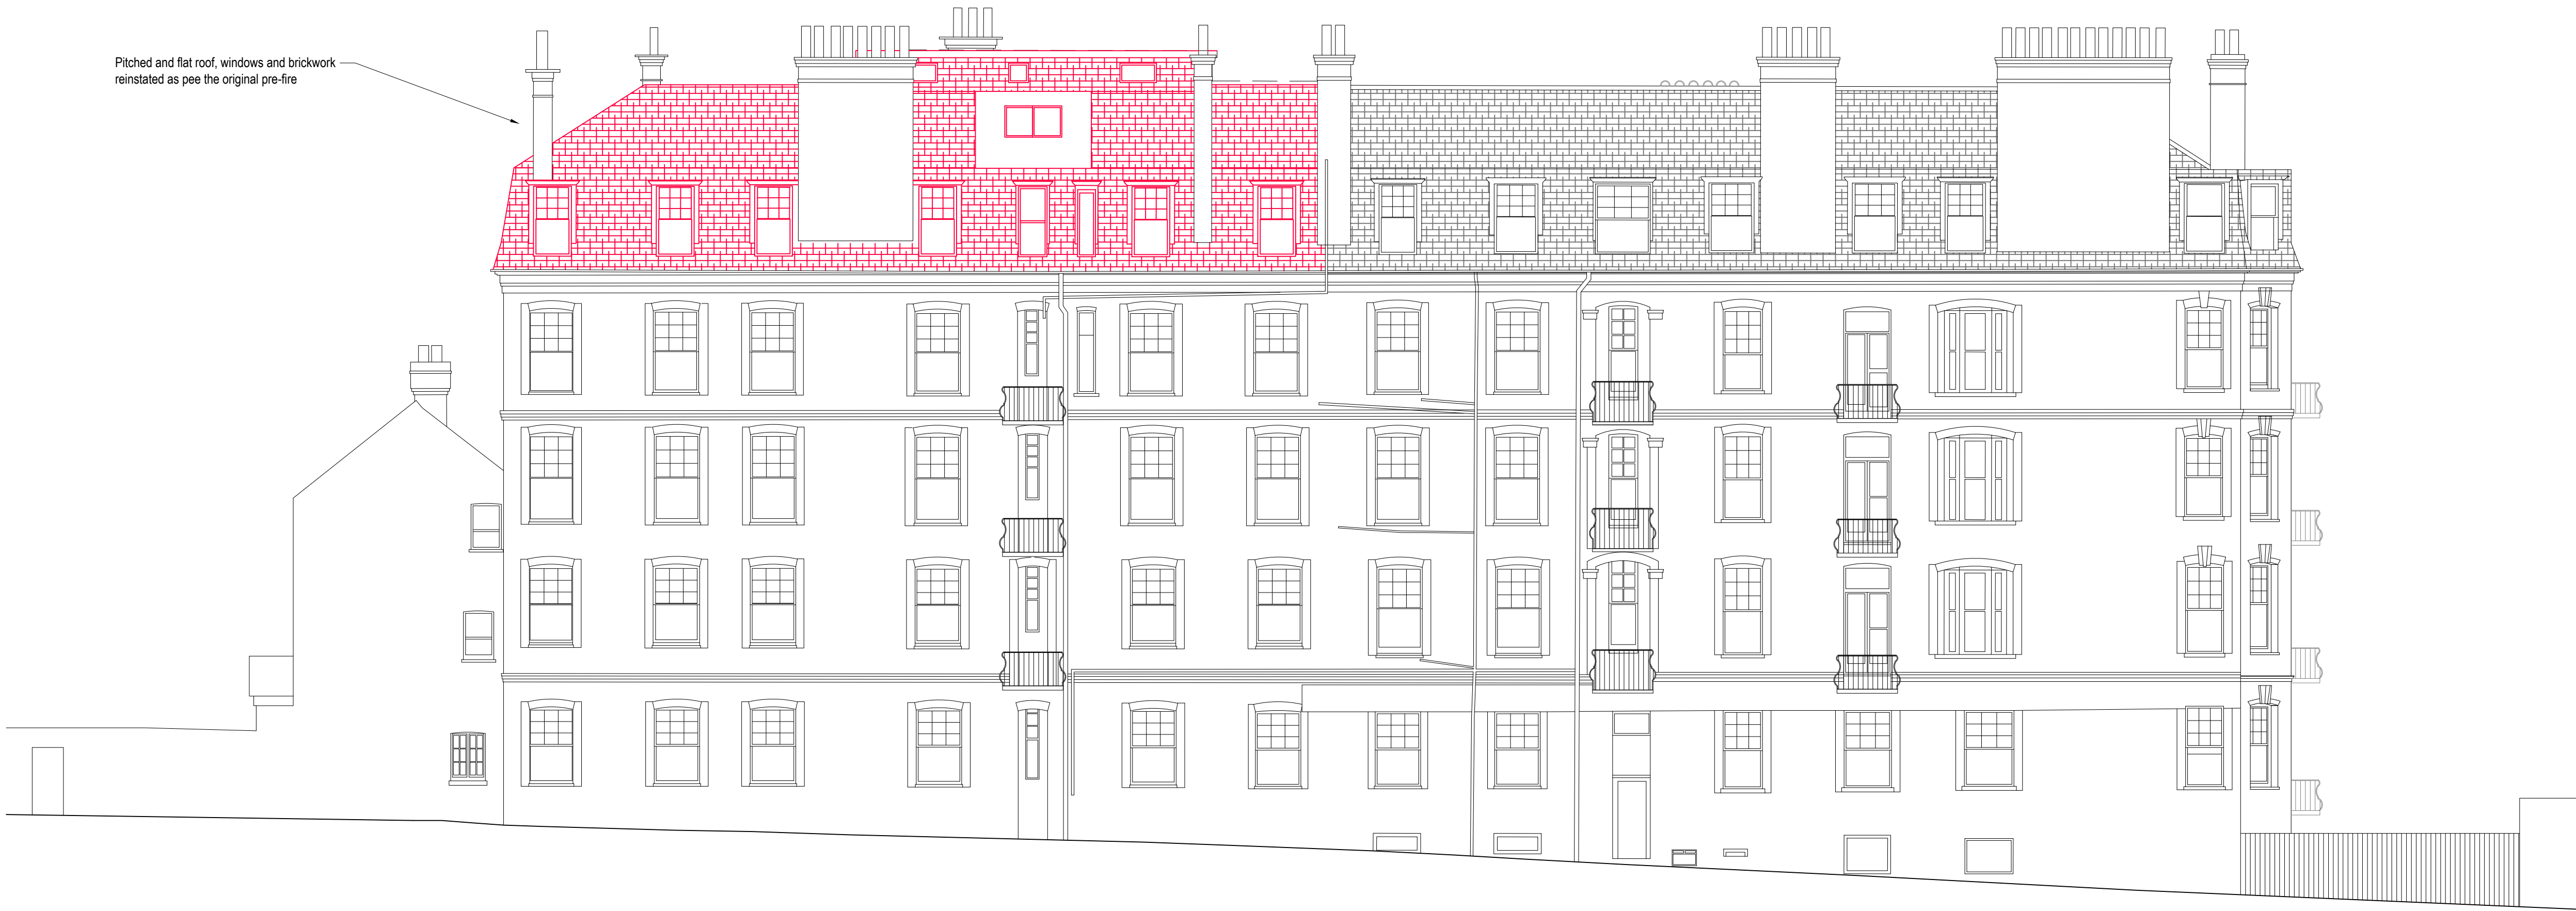 Pitched and flat roof, windows and brickwork
reinstated as pee the original pre-fire